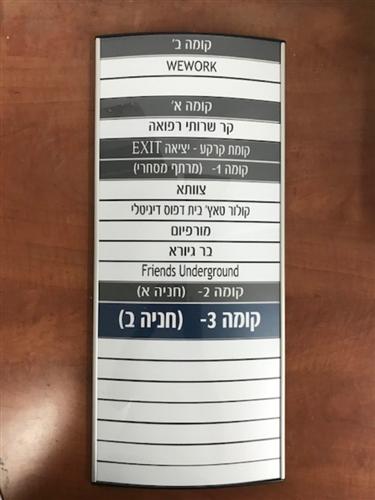 קומה ב'
WEWORK
קומה א'
קר שרותי רפואה
קומת קרקע - יציאה EXIT
קומה 1- (מרתף מסחרי)
צוותא
קולור טאץ' בית דפוס דיגיטלי
מורפיום
בר גיורא
Friends Underground
קומה 2- (חניה א)
קומה 3- (חניה ב)